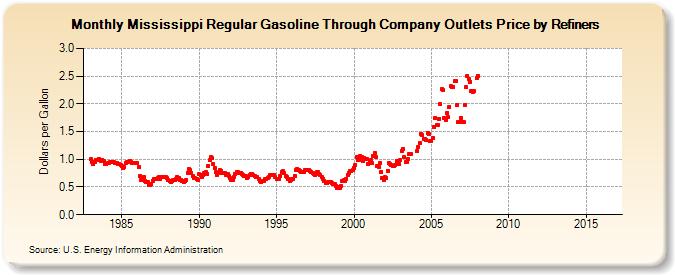 Monthly Mississippi Regular Gasoline Through Company Outlets Price by Refiners
Dollars per Gallon
3.0
2.5
2.0
1.5
1.0
0.5
0.0
1985 1990 1995 2000 2005 2010 2015
Source: U.S. Energy Information Administration